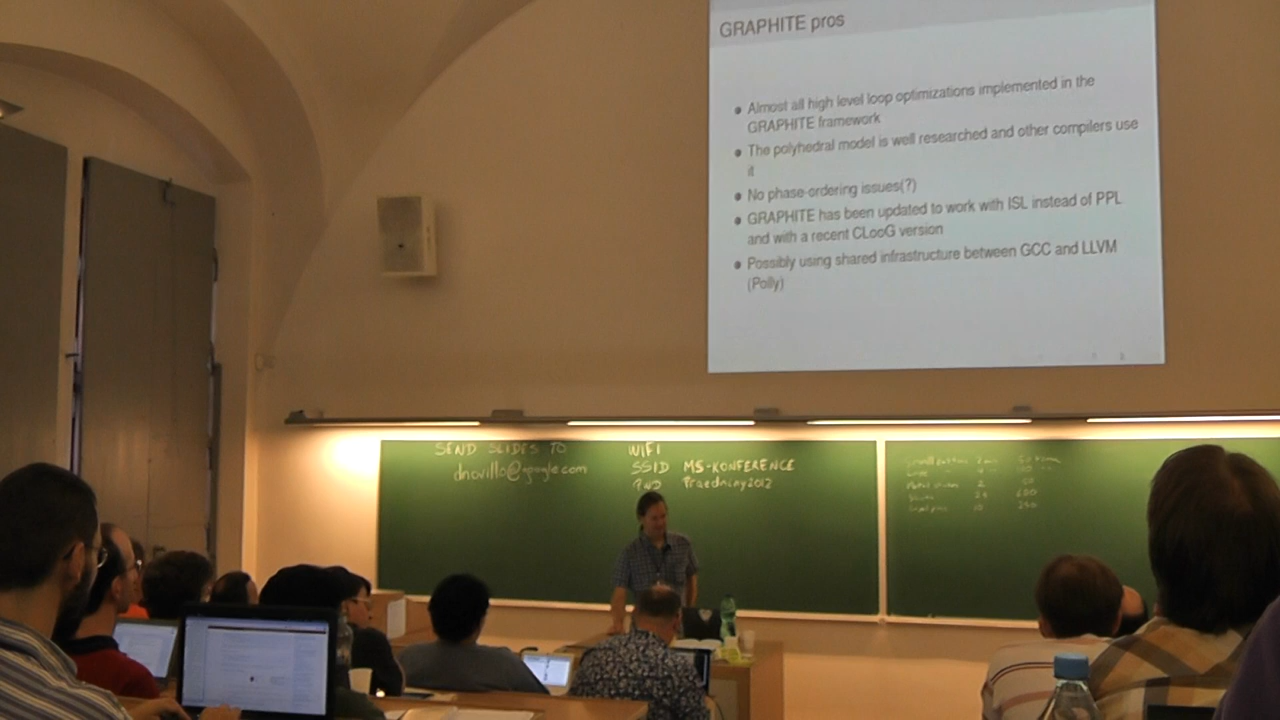 GRAPHITE pros
Almost all high level loop optimizations implemented in the
GRAPHITE framework
The polyhedral model is well researched and other compilers use
it
No phase-ordering issues(?)
GRAPHITE has been updated to work with ISL instead of PPL
and with a recent CLooG version
Possibly using shared infrastructure between GCC and LLVM
(Polly)
SEND SLIDES TO
dnovillo@google.com
WIFI
SSID MS-KONFERENCE
PWD Praedniny2012